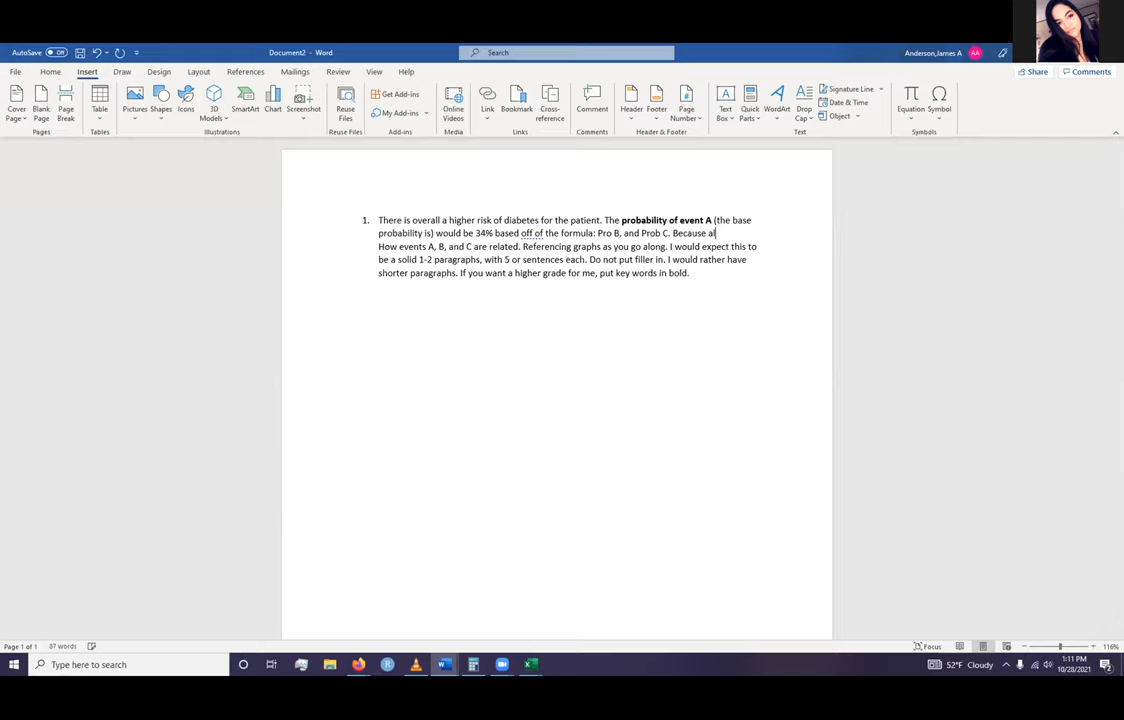 AutoSave Off
Document2 - Word
Search
Anderson,James A
AA
File Home Insert Draw Design Layout References Mailings Review View Help
Share Comments
Cover Page
Blank Page
Page Break
Pages
Table
Tables
Pictures
Shapes
Icons
3D Models
SmartArt
Chart
Screenshot
Illustrations
Reuse Files
Reuse Files
Get Add-ins
My Add-ins
Add-ins
Online Videos
Media
Link
Bookmark
Cross-reference
Links
Comment
Comments
Header
Footer
Page Number
Header & Footer
Text Box
Quick Parts
WordArt
Drop Cap
Signature Line
Date & Time
Object
Text
Equation
Symbol
Symbols
1. There is overall a higher risk of diabetes for the patient. The probability of event A (the base
probability is) would be 34% based off of the formula: Pro B, and Prob C. Because al
How events A, B, and C are related. Referencing graphs as you go along. I would expect this to
be a solid 1-2 paragraphs, with 5 or sentences each. Do not put filler in. I would rather have
shorter paragraphs. If you want a higher grade for me, put key words in bold.
Page 1 of 1 87 words
Focus
116%
Type here to search
52°F Cloudy
1:11 PM
10/28/2021
2